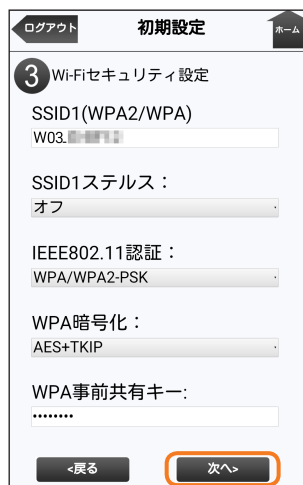 ログアウト
初期設定
ホーム
3 Wi-Fiセキュリティ設定
SSID1(WPA2/WPA)
W03.
SSID1ステルス：
オフ
IEEE802.11認証：
WPA/WPA2-PSK
WPA暗号化：
AES+TKIP
WPA事前共有キー:
••••••••
<戻る
次へ>